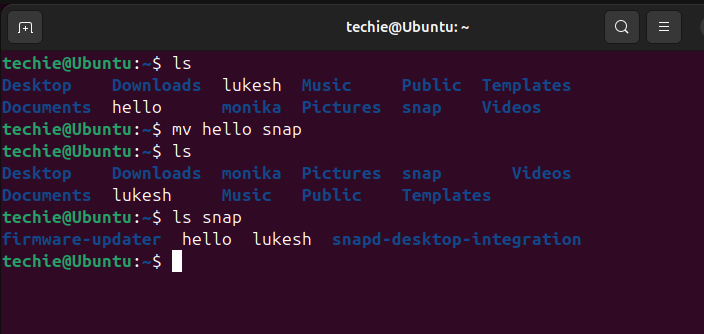 techie@Ubuntu: ~
techie@Ubuntu:~$ ls
Desktop    Downloads  lukesh  Music     Public  Templates
Documents  hello      monika  Pictures  snap    Videos
techie@Ubuntu:~$ mv hello snap
techie@Ubuntu:~$ ls
Desktop    Downloads  monika  Pictures  snap       Videos
Documents  lukesh     Music   Public    Templates
techie@Ubuntu:~$ ls snap
firmware-updater  hello  lukesh  snapd-desktop-integration
techie@Ubuntu:~$